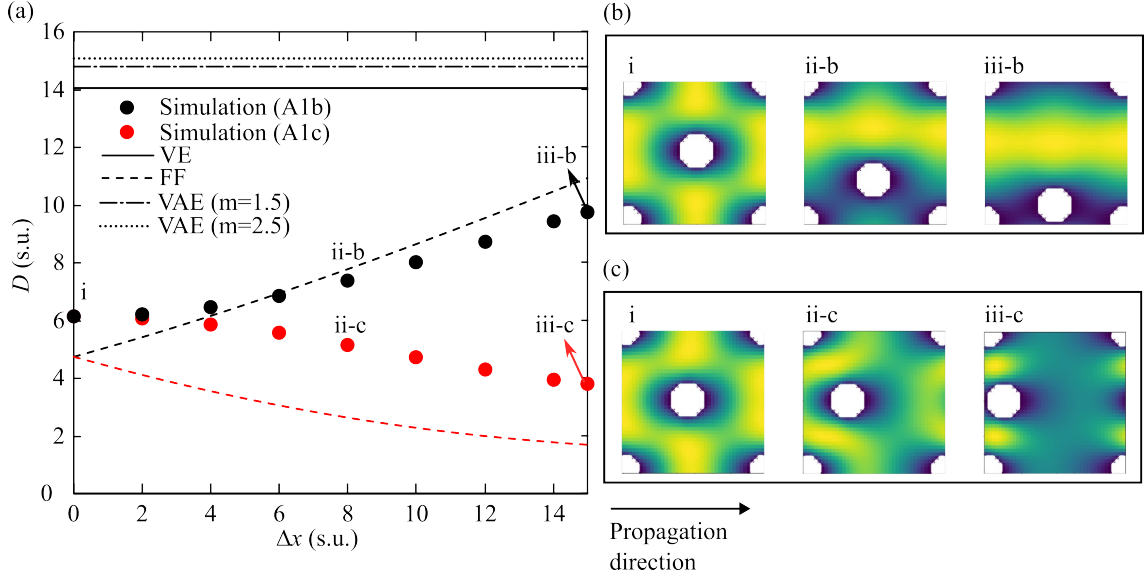 (a)
16
14
12
10
8
6
4
2
0
D (s.u.)
Simulation (A1b)
Simulation (A1c)
VE
FF
VAE (m=1.5)
VAE (m=2.5)
i
ii-b
iii-b
ii-c
iii-c
0 2 4 6 8 10 12 14
Δx (s.u.)
(b)
i ii-b iii-b
(c)
i ii-c iii-c
Propagation
direction